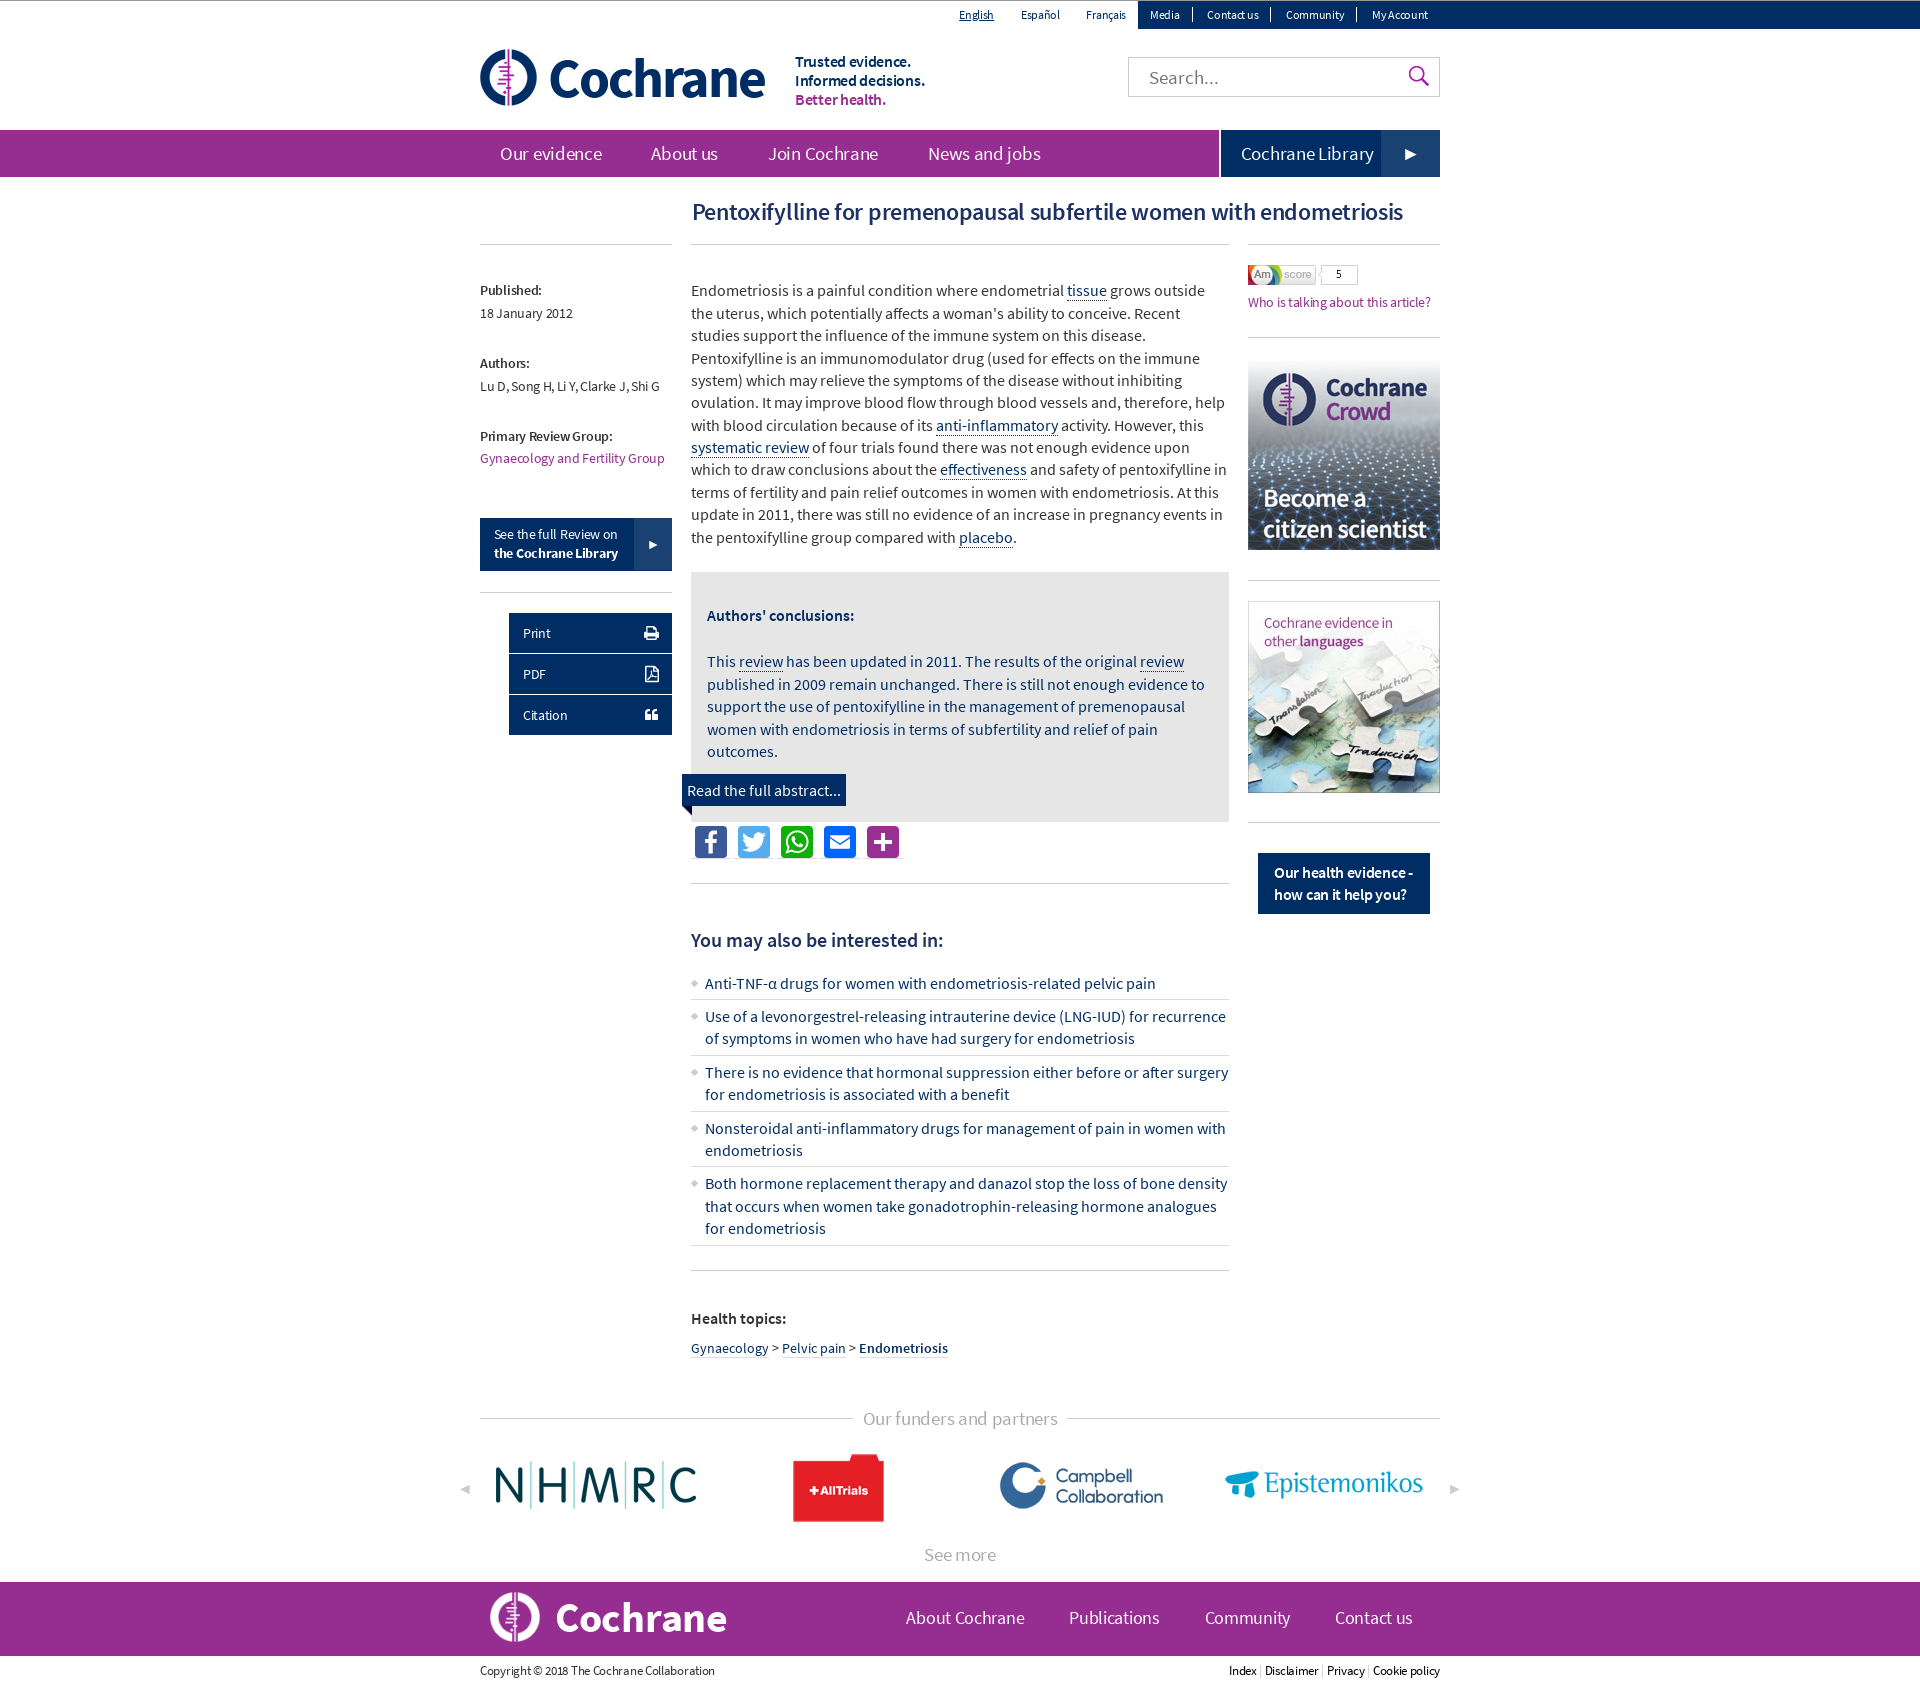 English Español Français Media Contact us Community My Account
Cochrane
Trusted evidence.
Informed decisions.
Better health.
Search...
Our evidence About us Join Cochrane News and jobs Cochrane Library ►
Pentoxifylline for premenopausal subfertile women with endometriosis
Published:
18 January 2012
Authors:
Lu D, Song H, Li Y, Clarke J, Shi G
Primary Review Group:
Gynaecology and Fertility Group
See the full Review on
the Cochrane Library ►
Print
PDF
Citation
Endometriosis is a painful condition where endometrial tissue grows outside
the uterus, which potentially affects a woman's ability to conceive. Recent
studies support the influence of the immune system on this disease.
Pentoxifylline is an immunomodulator drug (used for effects on the immune
system) which may relieve the symptoms of the disease without inhibiting
ovulation. It may improve blood flow through blood vessels and, therefore, help
with blood circulation because of its anti-inflammatory activity. However, this
systematic review of four trials found there was not enough evidence upon
which to draw conclusions about the effectiveness and safety of pentoxifylline in
terms of fertility and pain relief outcomes in women with endometriosis. At this
update in 2011, there was still no evidence of an increase in pregnancy events in
the pentoxifylline group compared with placebo.
Authors' conclusions:
This review has been updated in 2011. The results of the original review
published in 2009 remain unchanged. There is still not enough evidence to
support the use of pentoxifylline in the management of premenopausal
women with endometriosis in terms of subfertility and relief of pain
outcomes.
Read the full abstract...
Am score 5
Who is talking about this article?
Cochrane
Crowd
Become a
citizen scientist
Cochrane evidence in
other languages
Translation
Traduction
Traducción
Our health evidence -
how can it help you?
You may also be interested in:
Anti-TNF-α drugs for women with endometriosis-related pelvic pain
Use of a levonorgestrel-releasing intrauterine device (LNG-IUD) for recurrence
of symptoms in women who have had surgery for endometriosis
There is no evidence that hormonal suppression either before or after surgery
for endometriosis is associated with a benefit
Nonsteroidal anti-inflammatory drugs for management of pain in women with
endometriosis
Both hormone replacement therapy and danazol stop the loss of bone density
that occurs when women take gonadotrophin-releasing hormone analogues
for endometriosis
Health topics:
Gynaecology > Pelvic pain > Endometriosis
Our funders and partners
◄ NHMRC
+AllTrials
Campbell
Collaboration
Epistemonikos ►
See more
Cochrane
About Cochrane Publications Community Contact us
Copyright © 2018 The Cochrane Collaboration
Index | Disclaimer | Privacy | Cookie policy